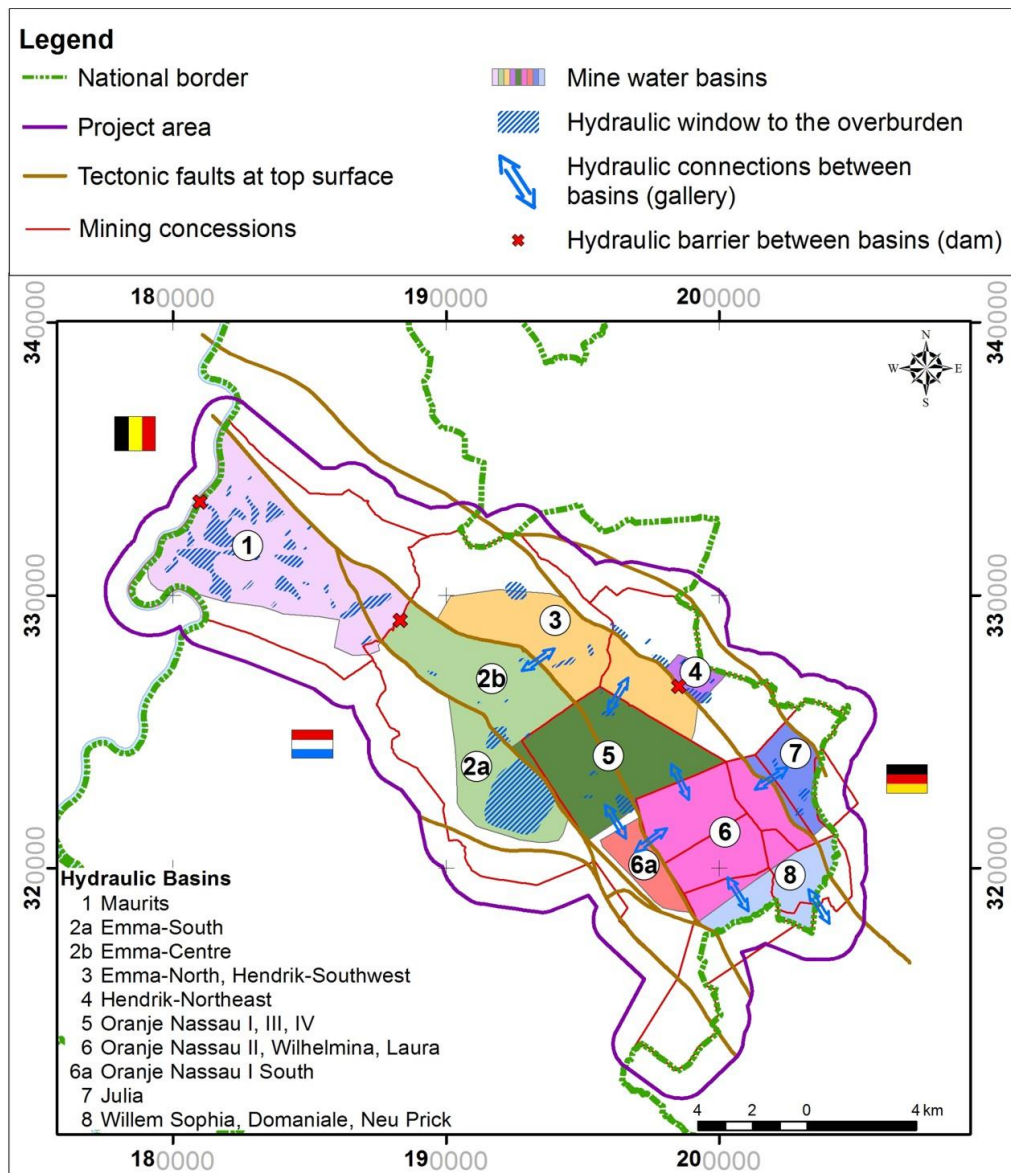 Legend
National border
Project area
Tectonic faults at top surface
Mining concessions
Mine water basins
Hydraulic window to the overburden
Hydraulic connections between
basins (gallery)
Hydraulic barrier between basins (dam)
180000 190000 200000
340000 340000
N
W E
S
1
330000 330000
3
4
2b
5
7
2a
6
6a
8
320000 320000
Hydraulic Basins
1 Maurits
2a Emma-South
2b Emma-Centre
3 Emma-North, Hendrik-Southwest
4 Hendrik-Northeast
5 Oranje Nassau I, III, IV
6 Oranje Nassau II, Wilhelmina, Laura
6a Oranje Nassau I South
7 Julia
8 Willem Sophia, Domaniale, Neu Prick
4 2 0 4 km
180000 190000 200000